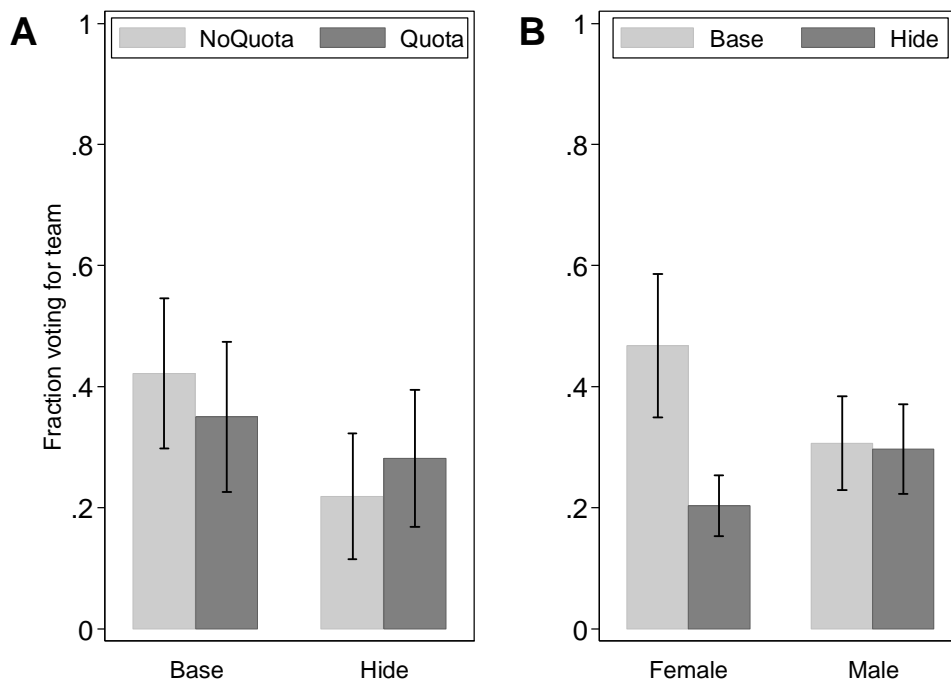 A
NoQuota Quota
Fraction voting for team
1
.8
.6
.4
.2
0
Base Hide
B
Base Hide
1
.8
.6
.4
.2
0
Female Male